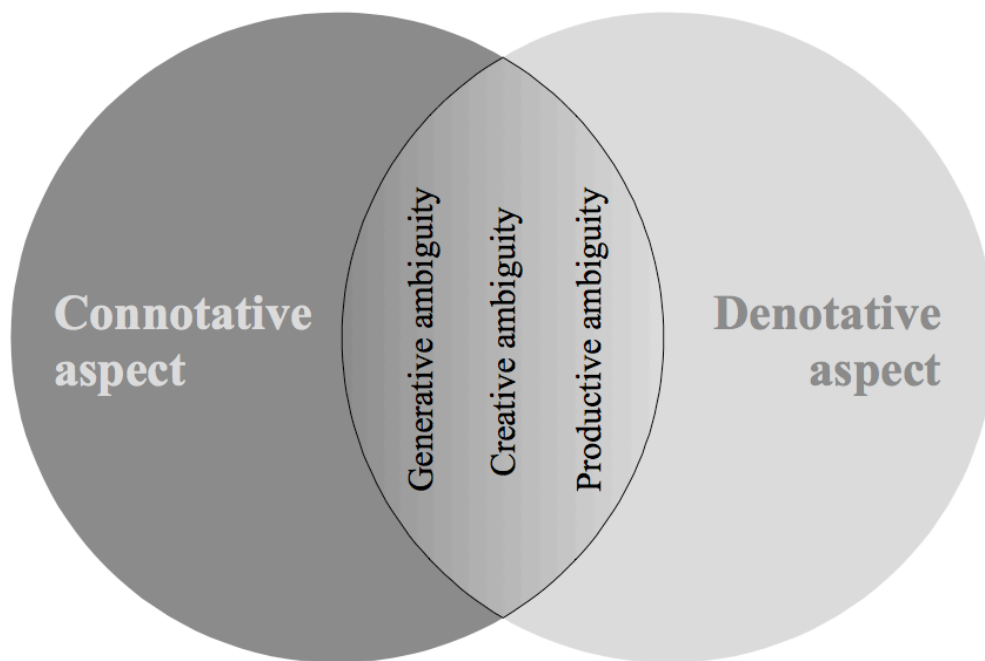 Connotative
aspect
Generative ambiguity
Creative ambiguity
Productive ambiguity
Denotative
aspect